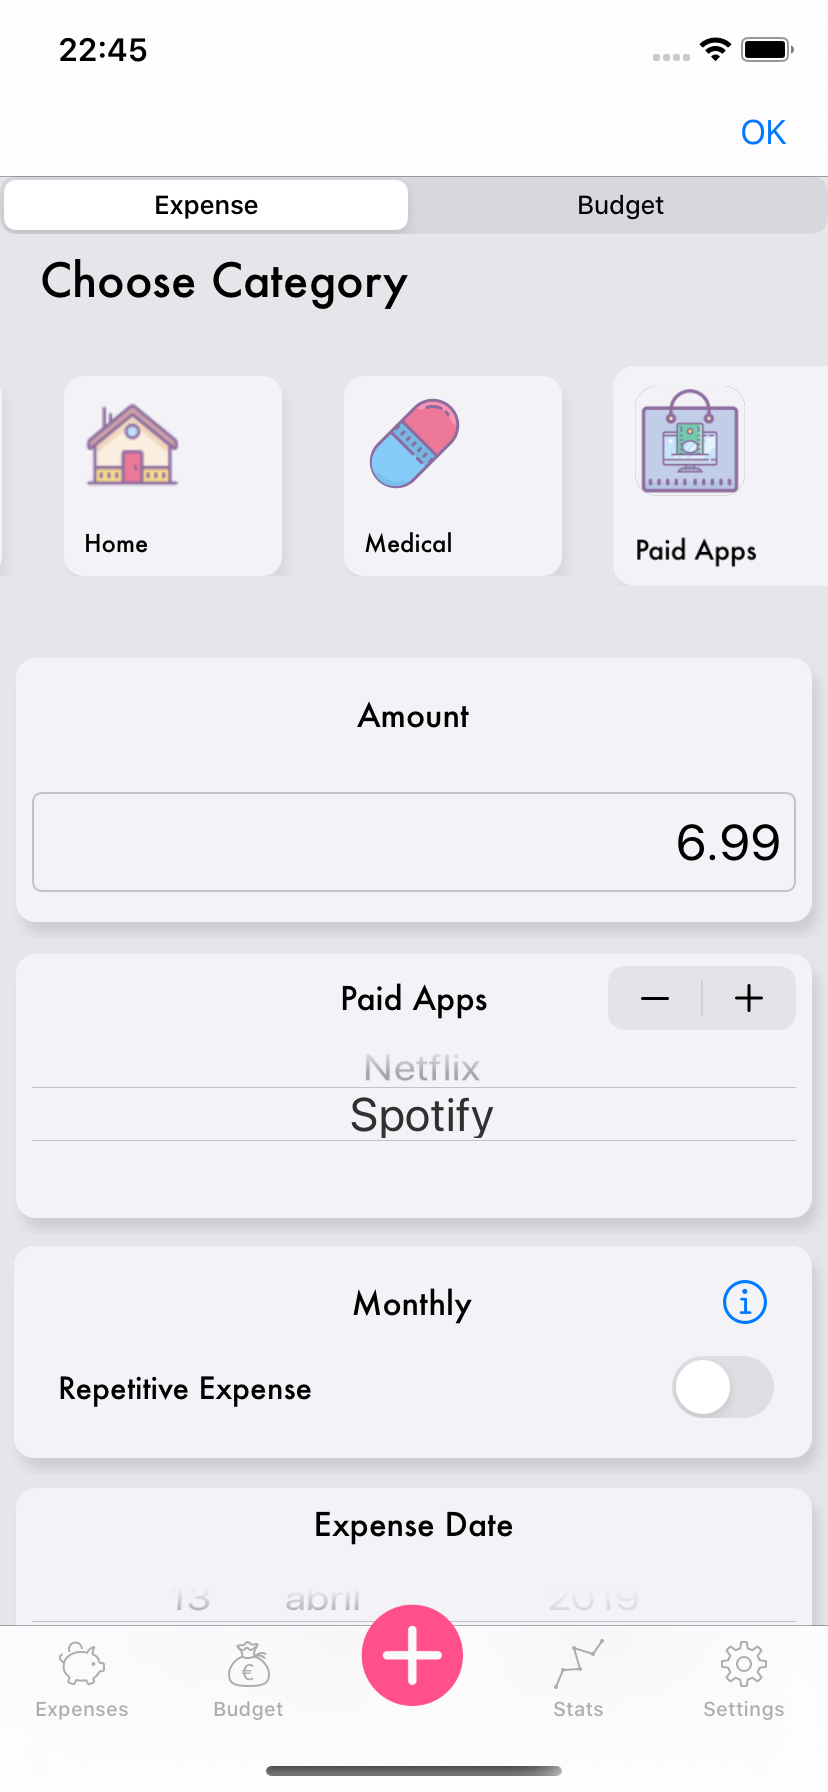 22:45
OK
Expense Budget
Choose Category
Home Medical Paid Apps
Amount
6.99
Paid Apps
Netflix
Spotify
Monthly
Repetitive Expense
Expense Date
13 abril 2019
Expenses Budget Stats Settings